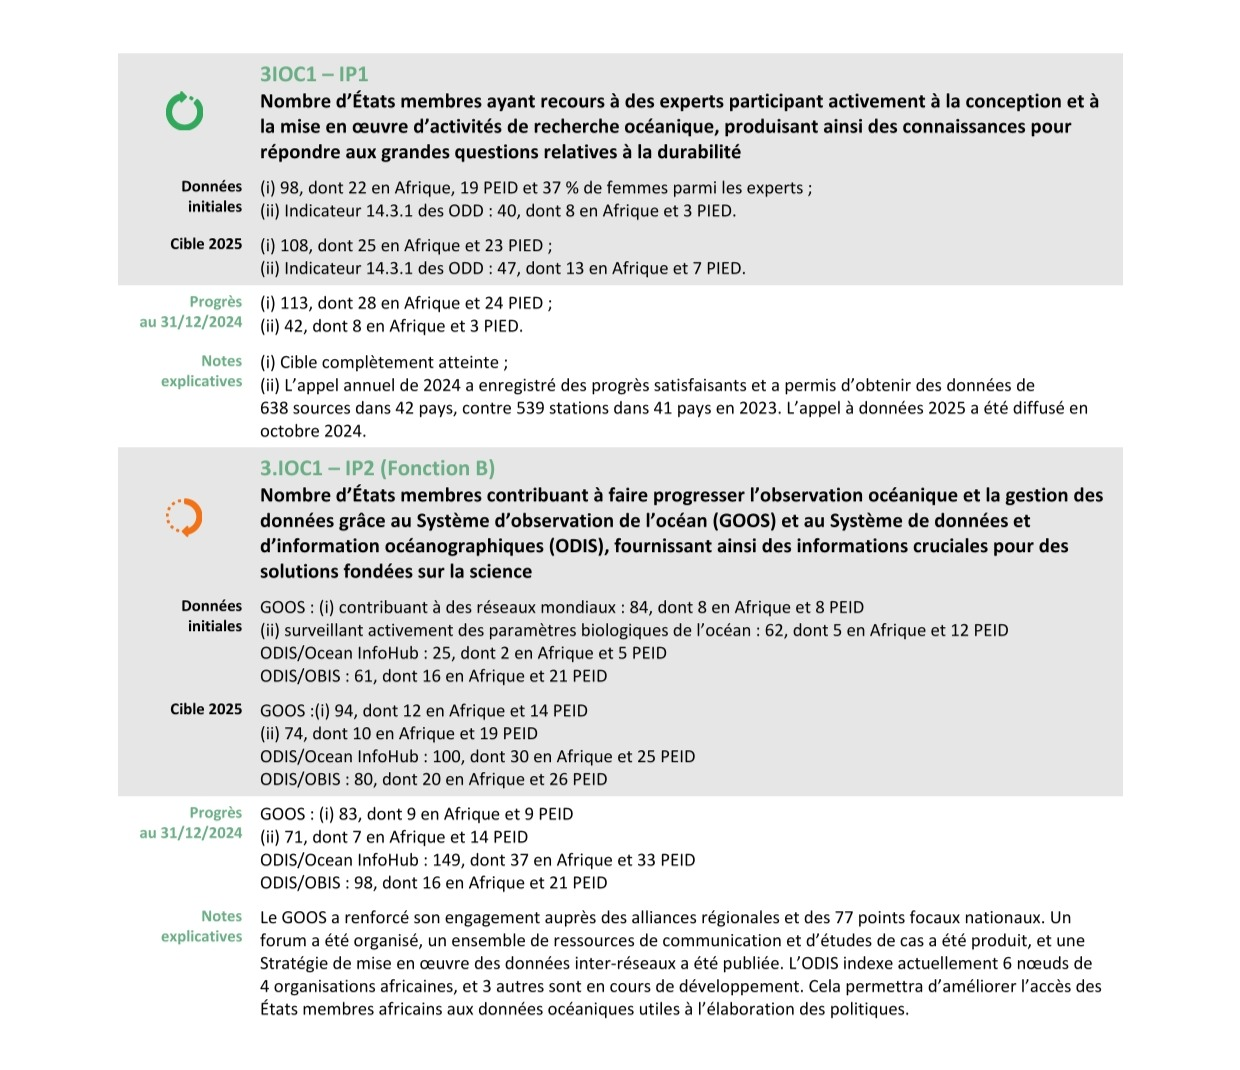 3IOC1 – IP1
Nombre d’États membres ayant recours à des experts participant activement à la conception et à
la mise en œuvre d’activités de recherche océanique, produisant ainsi des connaissances pour
répondre aux grandes questions relatives à la durabilité
Données
initiales
(i) 98, dont 22 en Afrique, 19 PEID et 37 % de femmes parmi les experts ;
(ii) Indicateur 14.3.1 des ODD : 40, dont 8 en Afrique et 3 PIED.
Cible 2025
(i) 108, dont 25 en Afrique et 23 PIED ;
(ii) Indicateur 14.3.1 des ODD : 47, dont 13 en Afrique et 7 PIED.
Progrès
au 31/12/2024
(i) 113, dont 28 en Afrique et 24 PIED ;
(ii) 42, dont 8 en Afrique et 3 PIED.
Notes
explicatives
(i) Cible complètement atteinte ;
(ii) L’appel annuel de 2024 a enregistré des progrès satisfaisants et a permis d’obtenir des données de
638 sources dans 42 pays, contre 539 stations dans 41 pays en 2023. L’appel à données 2025 a été diffusé en
octobre 2024.
3.IOC1 – IP2 (Fonction B)
Nombre d’États membres contribuant à faire progresser l’observation océanique et la gestion des
données grâce au Système d’observation de l’océan (GOOS) et au Système de données et
d’information océanographiques (ODIS), fournissant ainsi des informations cruciales pour des
solutions fondées sur la science
Données
initiales
GOOS : (i) contribuant à des réseaux mondiaux : 84, dont 8 en Afrique et 8 PEID
(ii) surveillant activement des paramètres biologiques de l’océan : 62, dont 5 en Afrique et 12 PEID
ODIS/Ocean InfoHub : 25, dont 2 en Afrique et 5 PEID
ODIS/OBIS : 61, dont 16 en Afrique et 21 PEID
Cible 2025
GOOS :(i) 94, dont 12 en Afrique et 14 PEID
(ii) 74, dont 10 en Afrique et 19 PEID
ODIS/Ocean InfoHub : 100, dont 30 en Afrique et 25 PEID
ODIS/OBIS : 80, dont 20 en Afrique et 26 PEID
Progrès
au 31/12/2024
GOOS : (i) 83, dont 9 en Afrique et 9 PEID
(ii) 71, dont 7 en Afrique et 14 PEID
ODIS/Ocean InfoHub : 149, dont 37 en Afrique et 33 PEID
ODIS/OBIS : 98, dont 16 en Afrique et 21 PEID
Notes
explicatives
Le GOOS a renforcé son engagement auprès des alliances régionales et des 77 points focaux nationaux. Un
forum a été organisé, un ensemble de ressources de communication et d’études de cas a été produit, et une
Stratégie de mise en œuvre des données inter-réseaux a été publiée. L’ODIS indexe actuellement 6 nœuds de
4 organisations africaines, et 3 autres sont en cours de développement. Cela permettra d’améliorer l’accès des
États membres africains aux données océaniques utiles à l’élaboration des politiques.